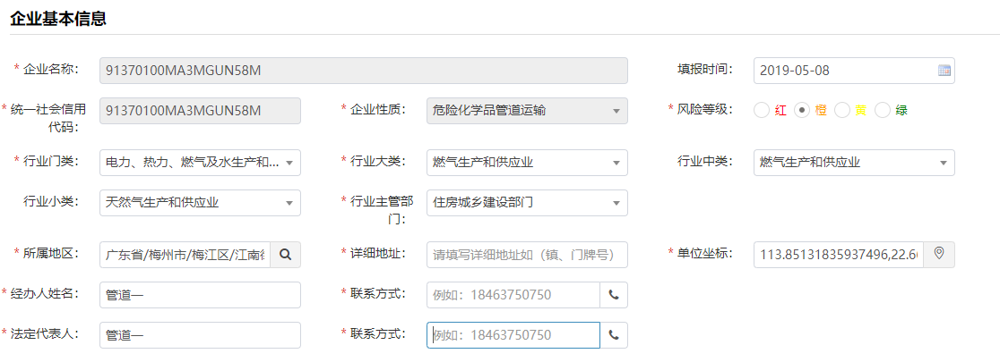 企业基本信息
* 企业名称： 91370100MA3MGUN58M 填报时间： 2019-05-08
* 统一社会信用代码： 91370100MA3MGUN58M * 企业性质： 危险化学品管道运输 * 风险等级： 红 橙 黄 绿
* 行业门类： 电力、热力、燃气及水生产和... * 行业大类： 燃气生产和供应业 行业中类： 燃气生产和供应业
行业小类： 天然气生产和供应业 * 行业主管部门： 住房城乡建设部门
* 所属地区： 广东省/梅州市/梅江区/江南街 * 详细地址： 请填写详细地址如（镇、门牌号） * 单位坐标： 113.85131835937496,22.60
* 经办人姓名： 管道一 * 联系方式： 例如：18463750750
* 法定代表人： 管道一 * 联系方式： 例如：18463750750